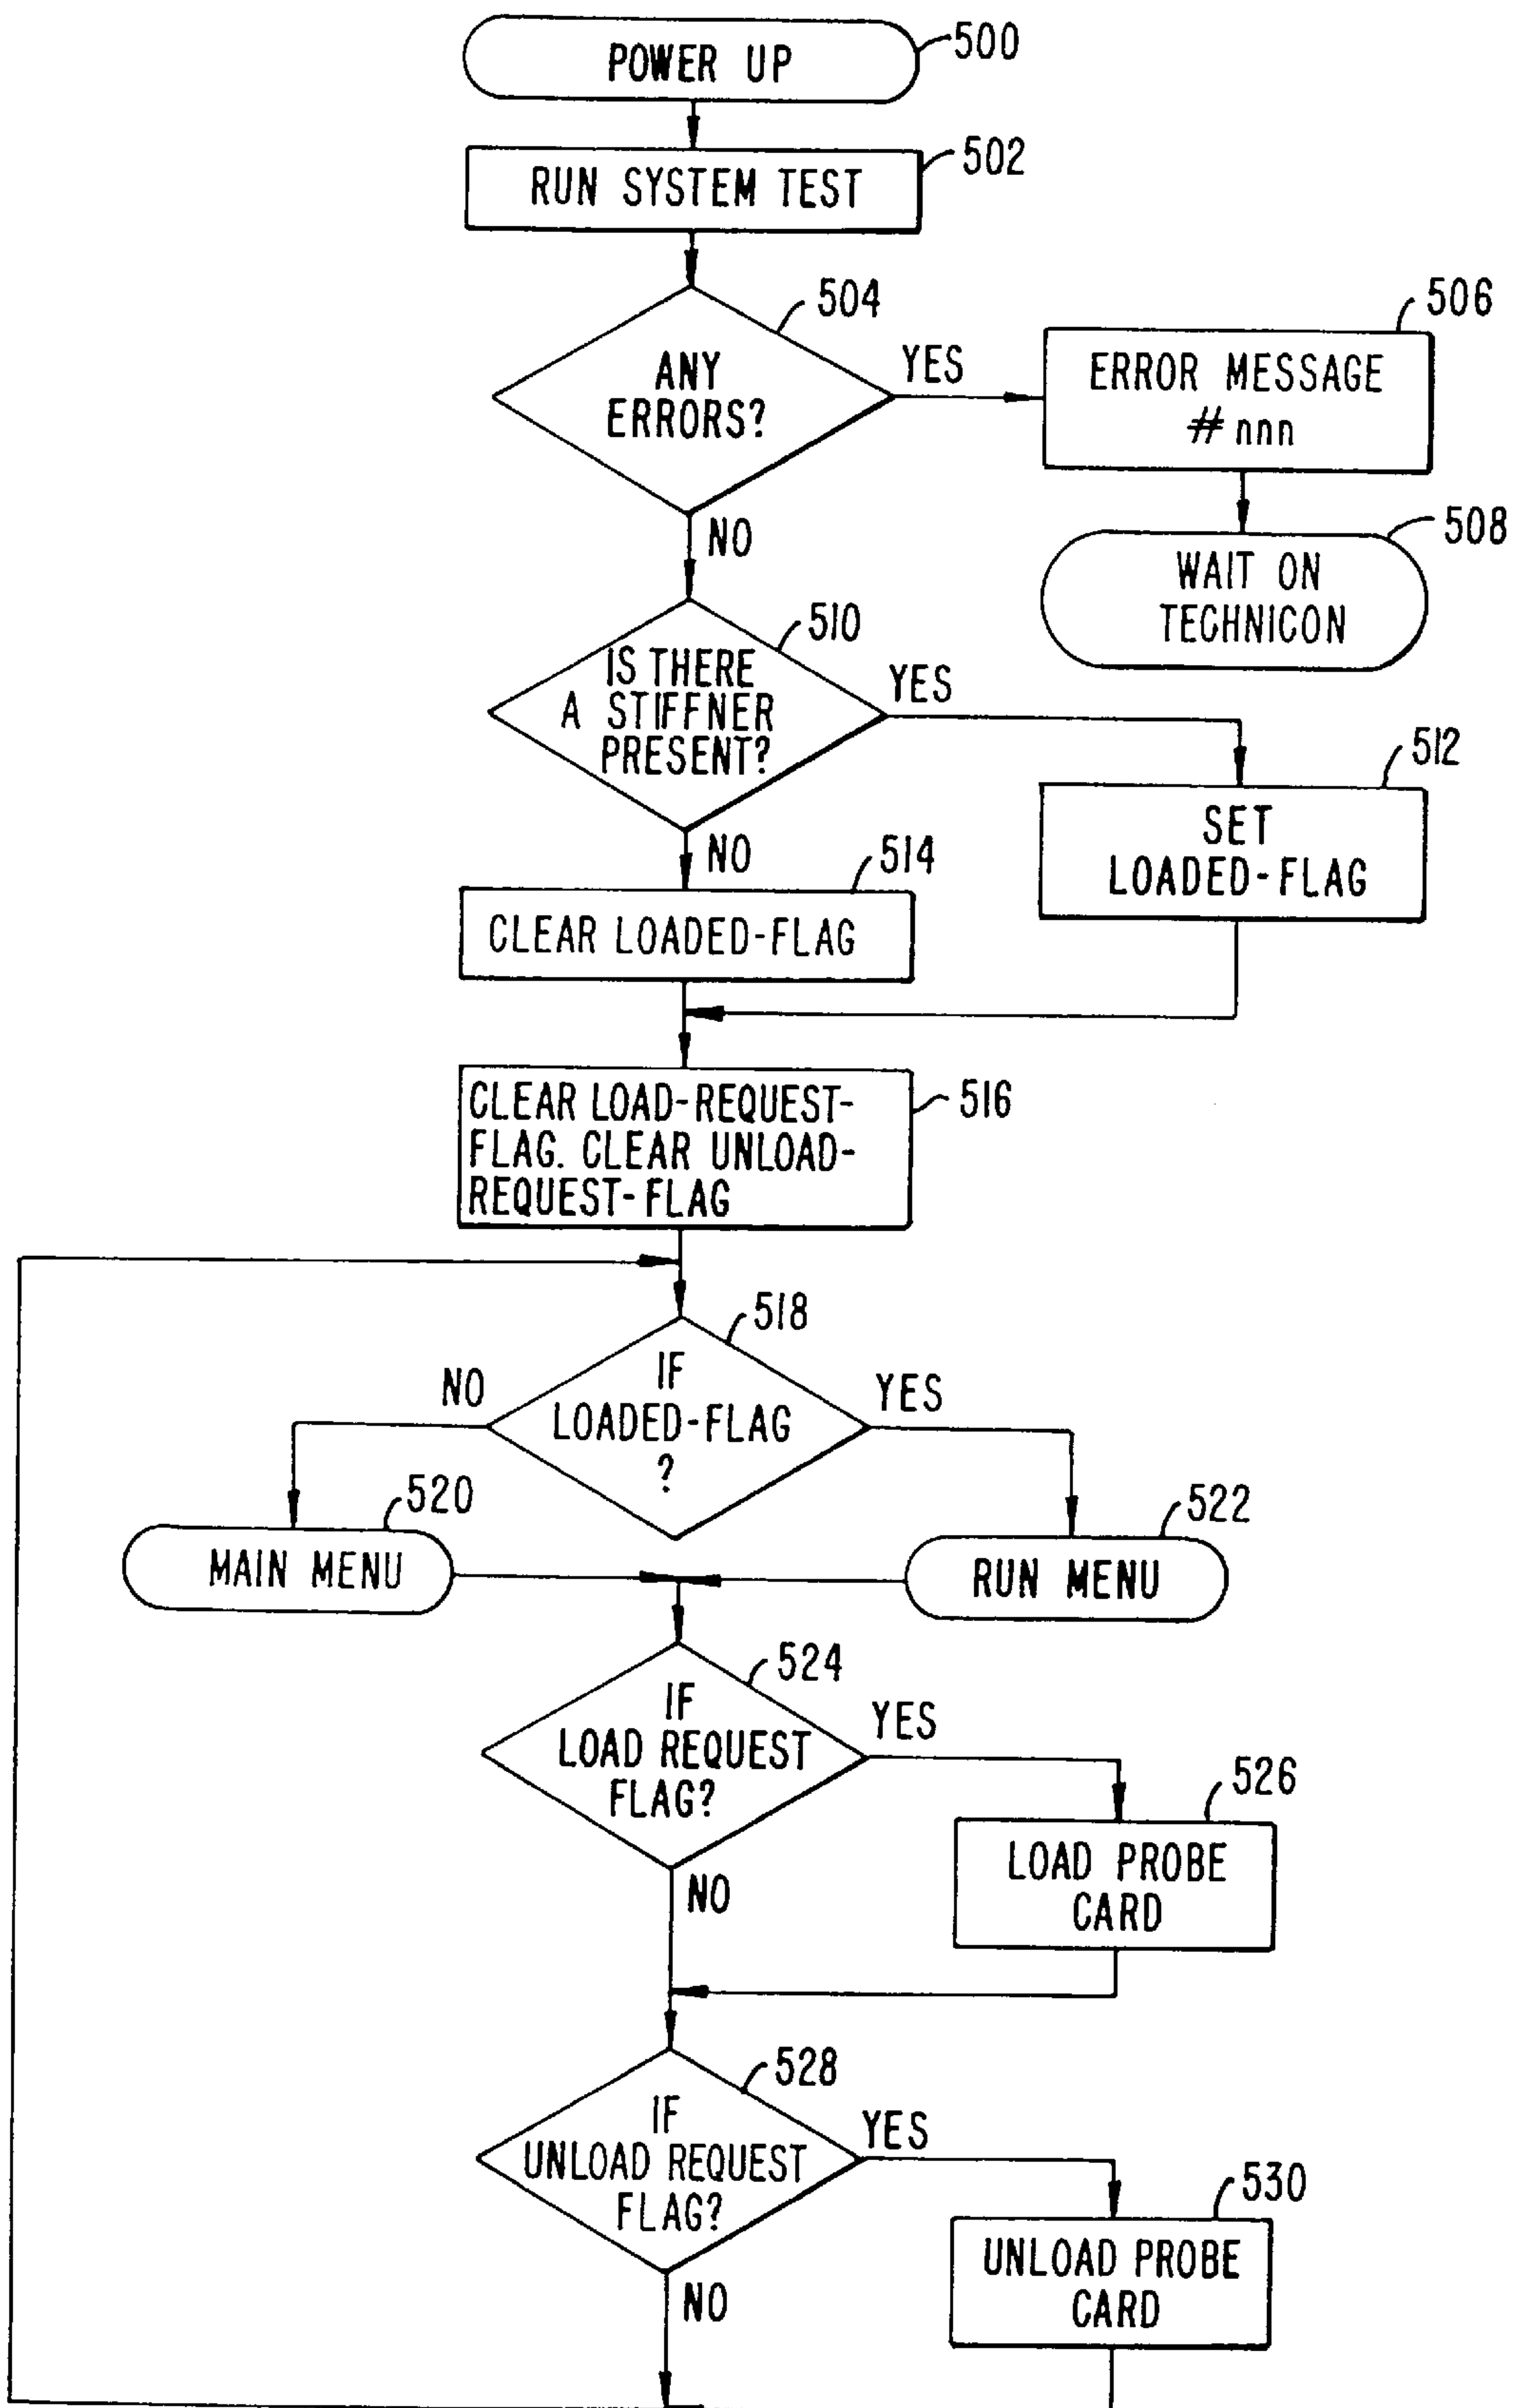 POWER UP
500
RUN SYSTEM TEST
502
504
ANY
ERRORS?
YES
506
ERROR MESSAGE
#nnn
508
WAIT ON
TECHNICON
NO
510
IS THERE
A STIFFNER
PRESENT?
YES
512
SET
LOADED-FLAG
NO
514
CLEAR LOADED-FLAG
516
CLEAR LOAD-REQUEST-
FLAG. CLEAR UNLOAD-
REQUEST-FLAG
518
IF
LOADED-FLAG
?
NO
YES
520
MAIN MENU
522
RUN MENU
524
IF
LOAD REQUEST
FLAG?
YES
526
LOAD PROBE
CARD
NO
528
IF
UNLOAD REQUEST
FLAG?
YES
530
UNLOAD PROBE
CARD
NO